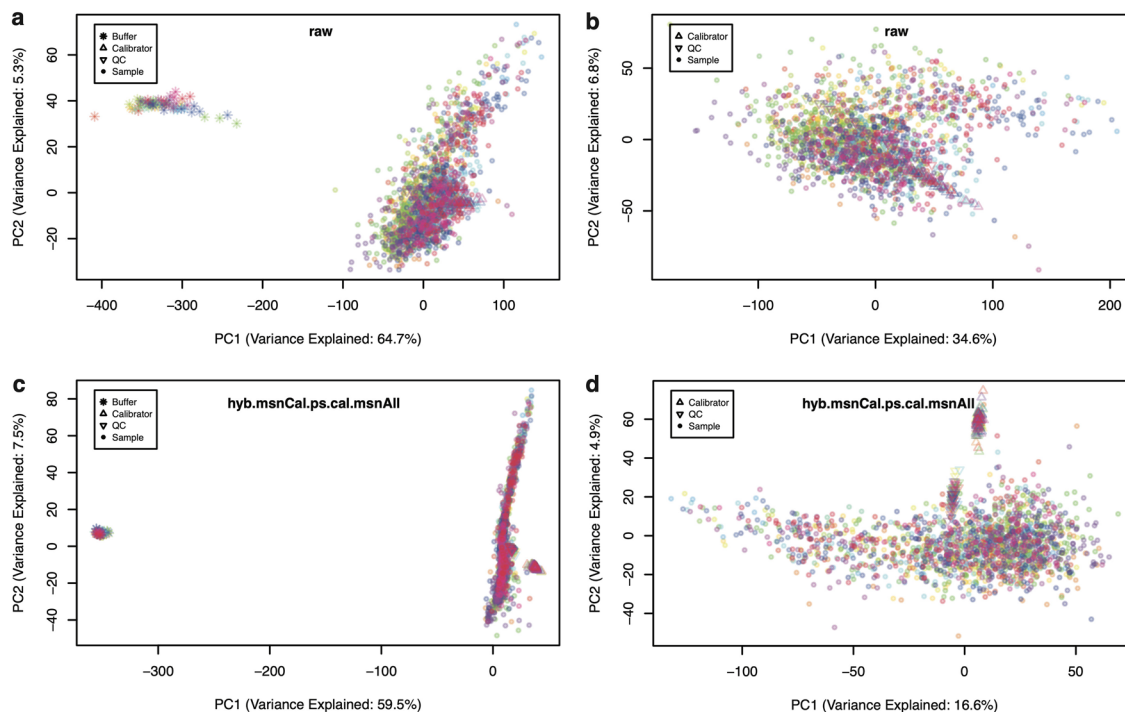 a
raw
Buffer
Calibrator
QC
Sample
PC2 (Variance Explained: 5.3%)
60
40
20
0
−20
−400
−300
−200
−100
0
100
PC1 (Variance Explained: 64.7%)
b
raw
Calibrator
QC
Sample
PC2 (Variance Explained: 6.8%)
50
0
−50
−100
0
100
200
PC1 (Variance Explained: 34.6%)
c
hyb.msnCal.ps.cal.msnAll
Buffer
Calibrator
QC
Sample
PC2 (Variance Explained: 7.5%)
80
60
40
20
0
−20
−40
−300
−200
−100
0
PC1 (Variance Explained: 59.5%)
d
hyb.msnCal.ps.cal.msnAll
Calibrator
QC
Sample
PC2 (Variance Explained: 4.9%)
60
40
20
0
−20
−40
−100
−50
0
50
PC1 (Variance Explained: 16.6%)